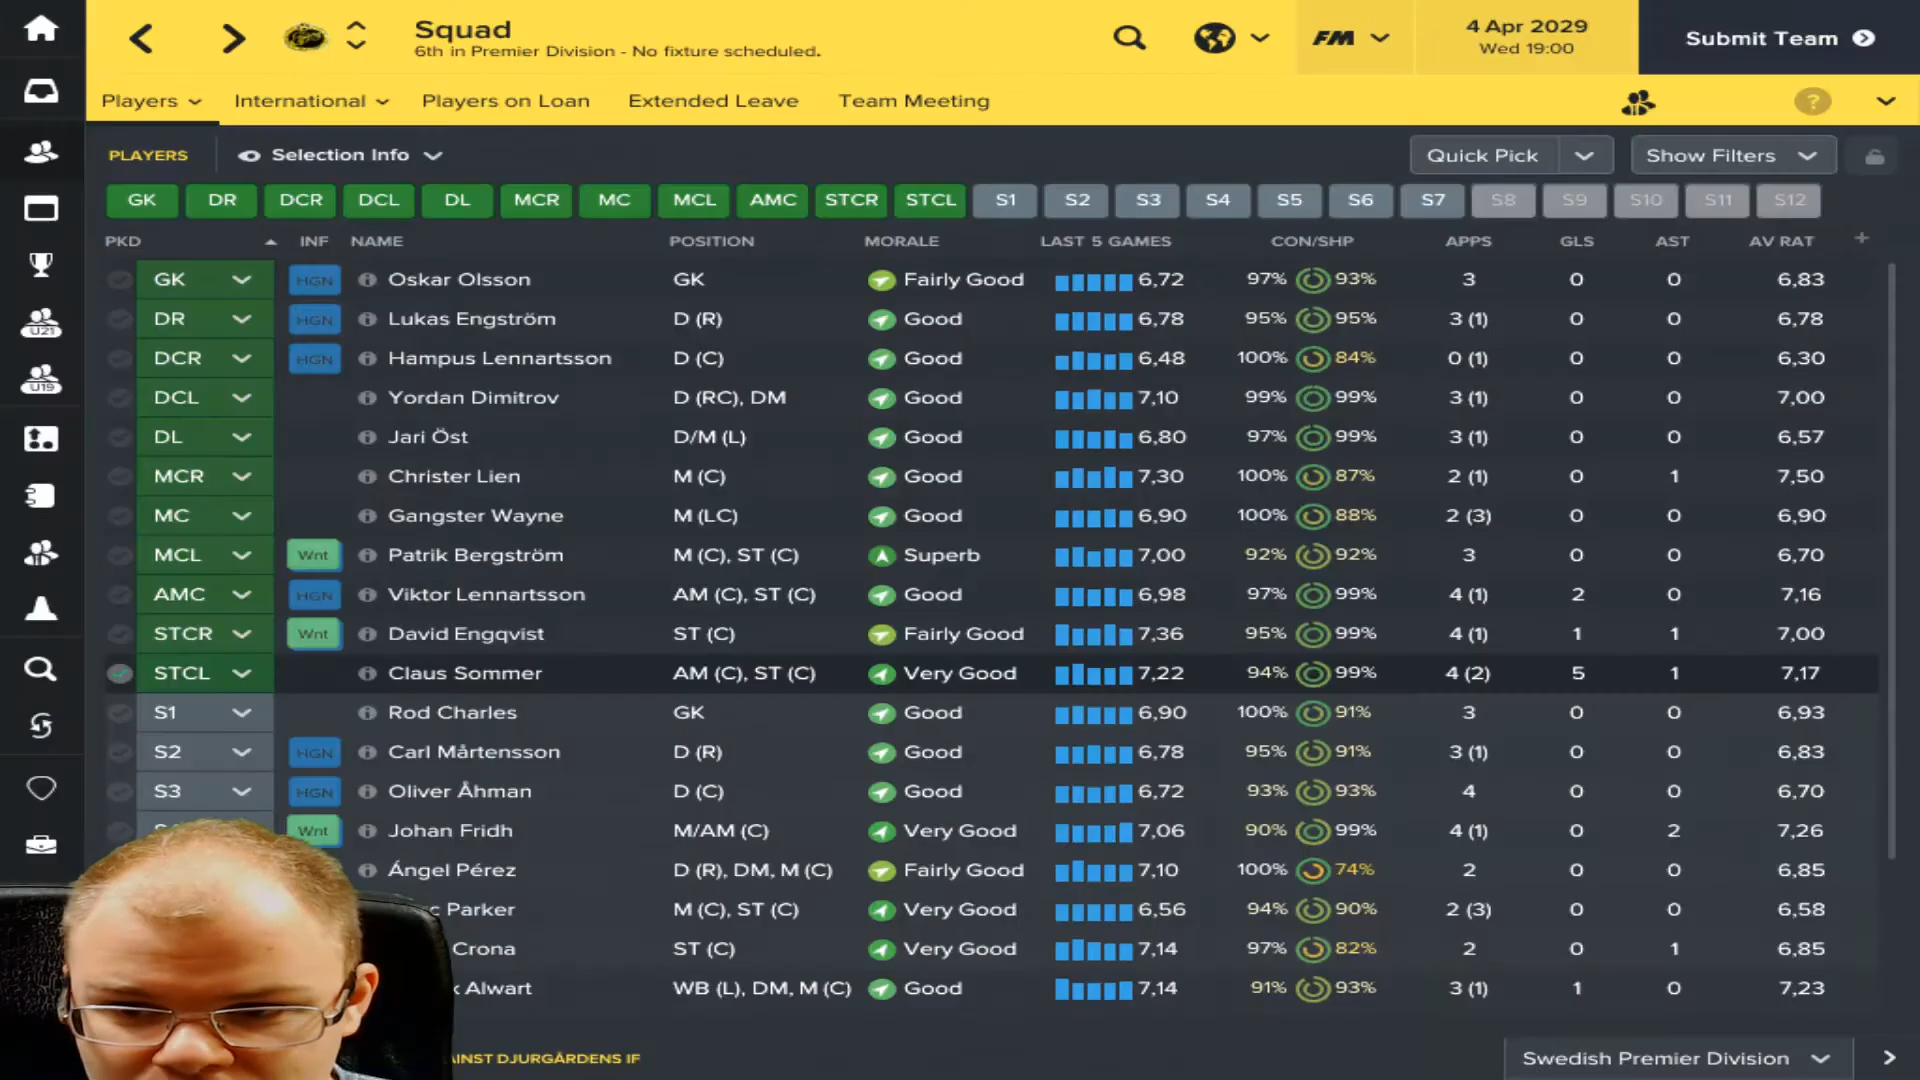 Squad
6th in Premier Division - No fixture scheduled.
FM
4 Apr 2029
Wed 19:00
Submit Team
Players International Players on Loan Extended Leave Team Meeting
?
PLAYERS Selection Info Quick Pick Show Filters
GK DR DCR DCL DL MCR MC MCL AMC STCR STCL S1 S2 S3 S4 S5 S6 S7 S8 S9 S10 S11 S12
PKD INF NAME POSITION MORALE LAST 5 GAMES CON/SHP APPS GLS AST AV RAT +
GK HGN Oskar Olsson GK Fairly Good 6,72 97% 93% 3 0 0 6,83
DR HGN Lukas Engström D (R) Good 6,78 95% 95% 3 (1) 0 0 6,78
DCR HGN Hampus Lennartsson D (C) Good 6,48 100% 84% 0 (1) 0 0 6,30
DCL Yordan Dimitrov D (RC), DM Good 7,10 99% 99% 3 (1) 0 0 7,00
DL Jari Öst D/M (L) Good 6,80 97% 99% 3 (1) 0 0 6,57
MCR Christer Lien M (C) Good 7,30 100% 87% 2 (1) 0 1 7,50
MC Gangster Wayne M (LC) Good 6,90 100% 88% 2 (3) 0 0 6,90
MCL Wnt Patrik Bergström M (C), ST (C) Superb 7,00 92% 92% 3 0 0 6,70
AMC HGN Viktor Lennartsson AM (C), ST (C) Good 6,98 97% 99% 4 (1) 2 0 7,16
STCR Wnt David Engqvist ST (C) Fairly Good 7,36 95% 99% 4 (1) 1 1 7,00
STCL Claus Sommer AM (C), ST (C) Very Good 7,22 94% 99% 4 (2) 5 1 7,17
S1 Rod Charles GK Good 6,90 100% 91% 3 0 0 6,93
S2 HGN Carl Mårtensson D (R) Good 6,78 95% 91% 3 (1) 0 0 6,83
S3 HGN Oliver Åhman D (C) Good 6,72 93% 93% 4 0 0 6,70
Wnt Johan Fridh M/AM (C) Very Good 7,06 90% 99% 4 (1) 0 2 7,26
Ángel Pérez D (R), DM, M (C) Fairly Good 7,10 100% 74% 2 0 0 6,85
c Parker M (C), ST (C) Very Good 6,56 94% 90% 2 (3) 0 0 6,58
Crona ST (C) Very Good 7,14 97% 82% 2 0 1 6,85
k Alwart WB (L), DM, M (C) Good 7,14 91% 93% 3 (1) 1 0 7,23
AINST DJURGÅRDENS IF
Swedish Premier Division
U21
U19